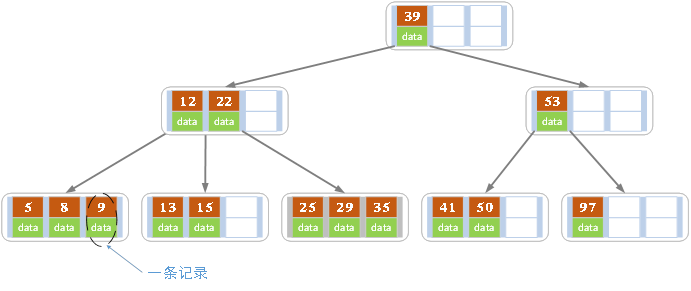 39
data
12 22
data data
53
data
5 8 9
data data data
13 15
data data
25 29 35
data data data
41 50
data data
97
data
一条记录